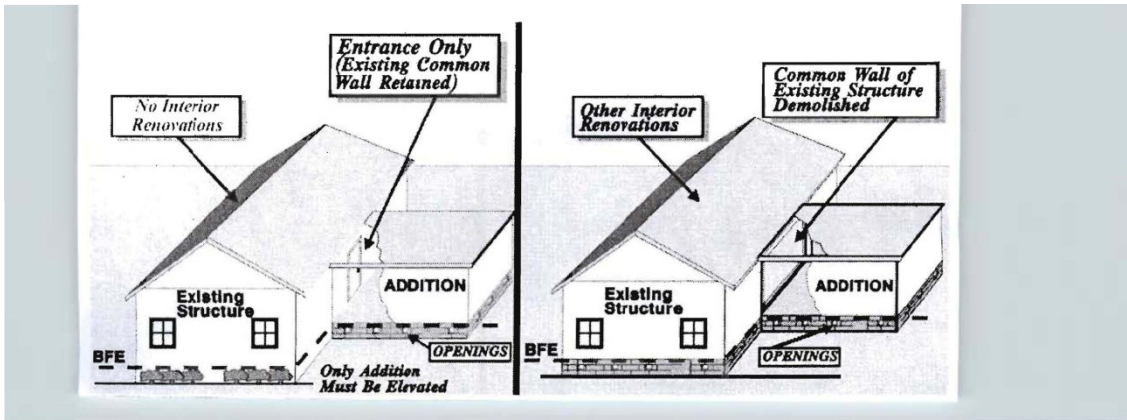 Entrance Only
(Existing Common
Wall Retained)
No Interior
Renovations
Existing
Structure
ADDITION
BFE
OPENINGS
Only Addition
Must Be Elevated
Common Wall of
Existing Structure
Demolished
Other Interior
Renovations
Existing
Structure
ADDITION
BFE
OPENINGS